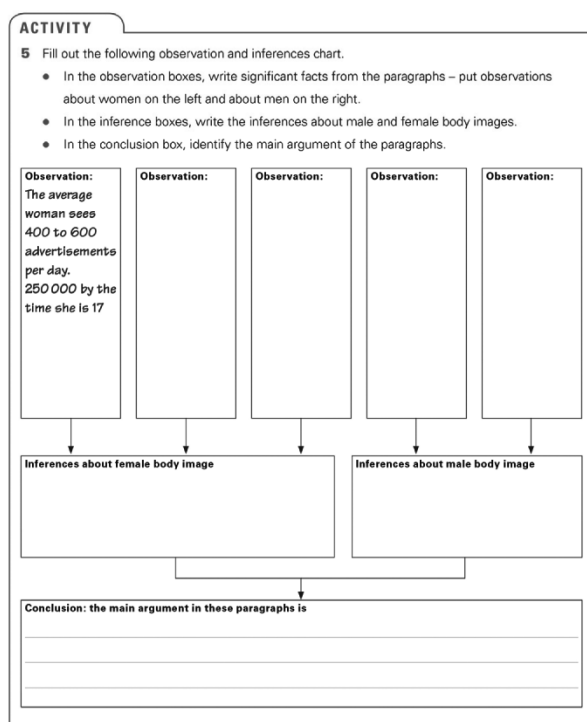 ACTIVITY
5 Fill out the following observation and inferences chart.
● In the observation boxes, write significant facts from the paragraphs – put observations
about women on the left and about men on the right.
● In the inference boxes, write the inferences about male and female body images.
● In the conclusion box, identify the main argument of the paragraphs.
Observation:
The average
woman sees
400 to 600
advertisements
per day.
250 000 by the
time she is 17
Observation:
Observation:
Observation:
Observation:
Inferences about female body image
Inferences about male body image
Conclusion: the main argument in these paragraphs is